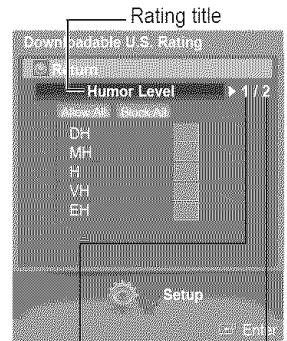 Rating title
Downloadable U.S. Rating
Return
Humor Level ▶ 1 / 2
Allow All Block All
DH
MH
H
VH
EH
Setup
Enter